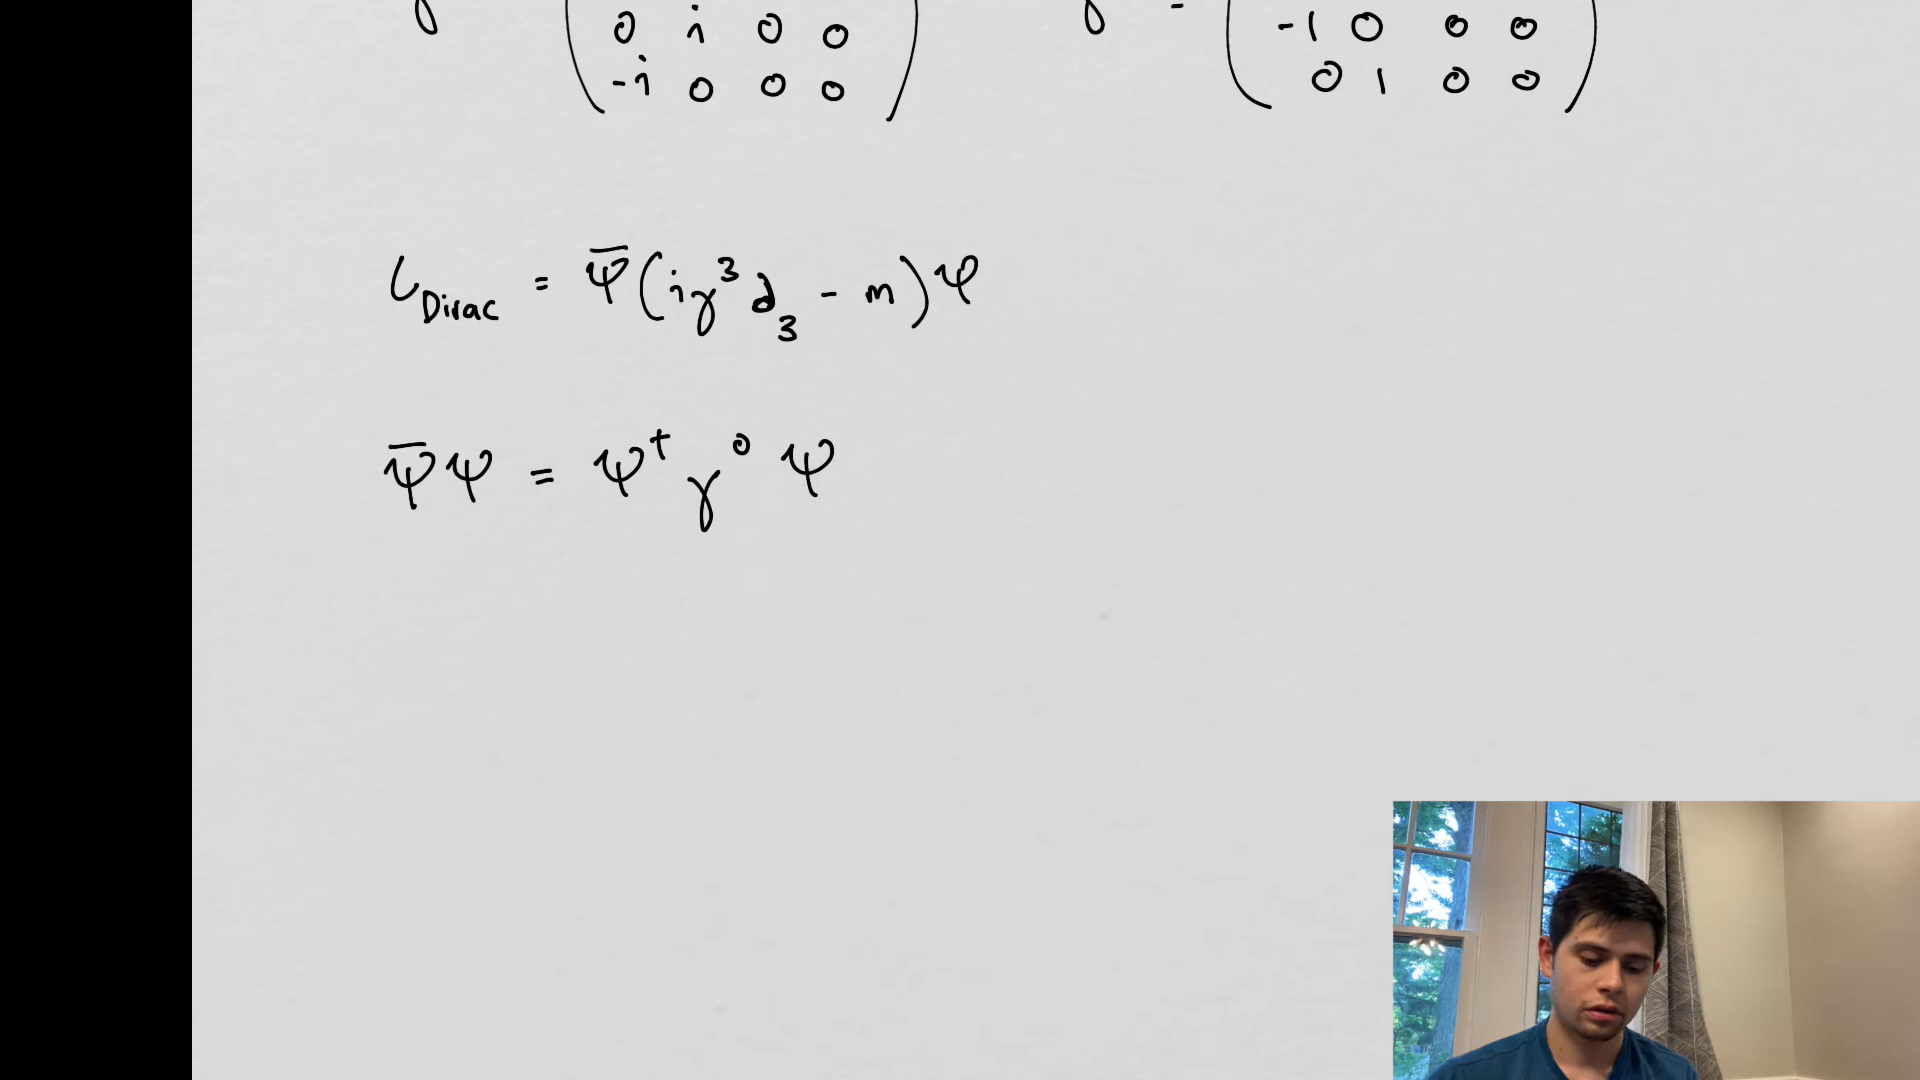 γ ( 0 i 0 0 ) γ = ( -1 0 0 0 )
( -i 0 0 0 ) ( 0 1 0 0 )
L_Dirac = ψ̄(iγ³∂₃ - m)ψ
ψ̄ψ = ψ†γ⁰ψ